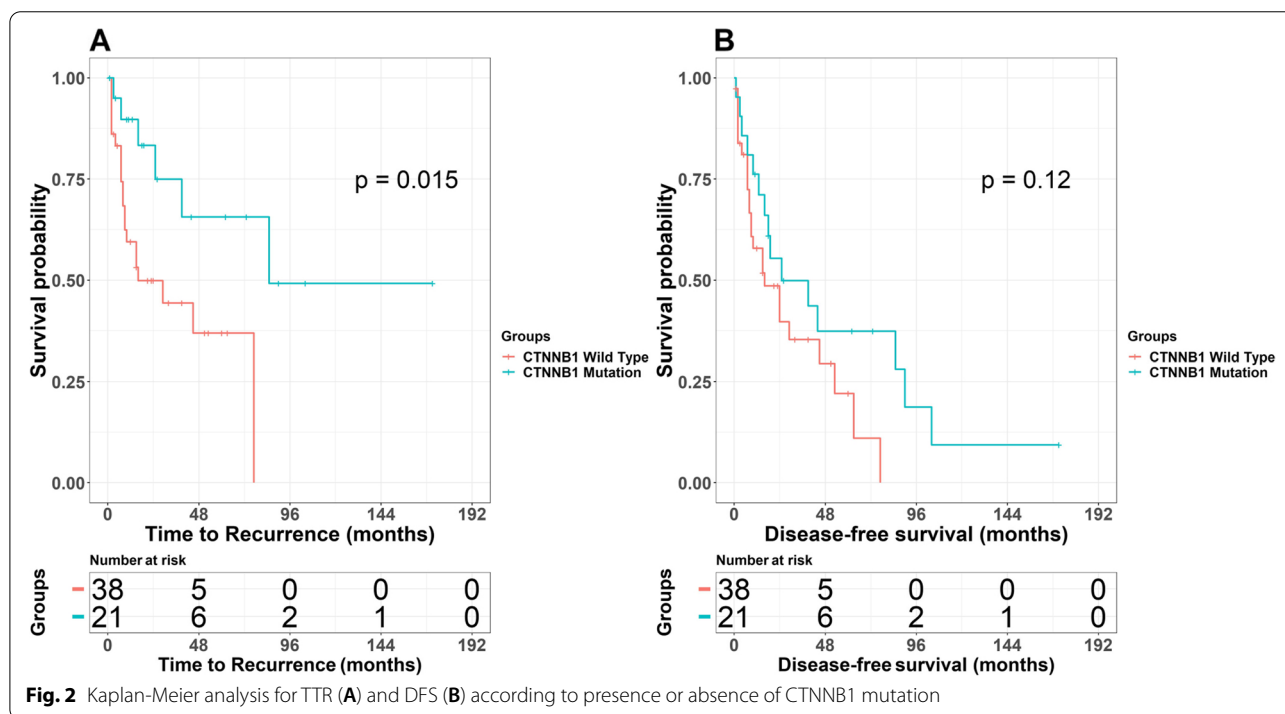 A
Survival probability
1.00
0.75
0.50
0.25
0.00
p = 0.015
0 48 96 144 192
Time to Recurrence (months)
Groups
CTNNB1 Wild Type
CTNNB1 Mutation
Number at risk
Groups
38 5 0 0 0
21 6 2 1 0
0 48 96 144 192
Time to Recurrence (months)
B
Survival probability
1.00
0.75
0.50
0.25
0.00
p = 0.12
0 48 96 144 192
Disease-free survival (months)
Groups
CTNNB1 Wild Type
CTNNB1 Mutation
Number at risk
Groups
38 5 0 0 0
21 6 2 1 0
0 48 96 144 192
Disease-free survival (months)
Fig. 2 Kaplan-Meier analysis for TTR (A) and DFS (B) according to presence or absence of CTNNB1 mutation